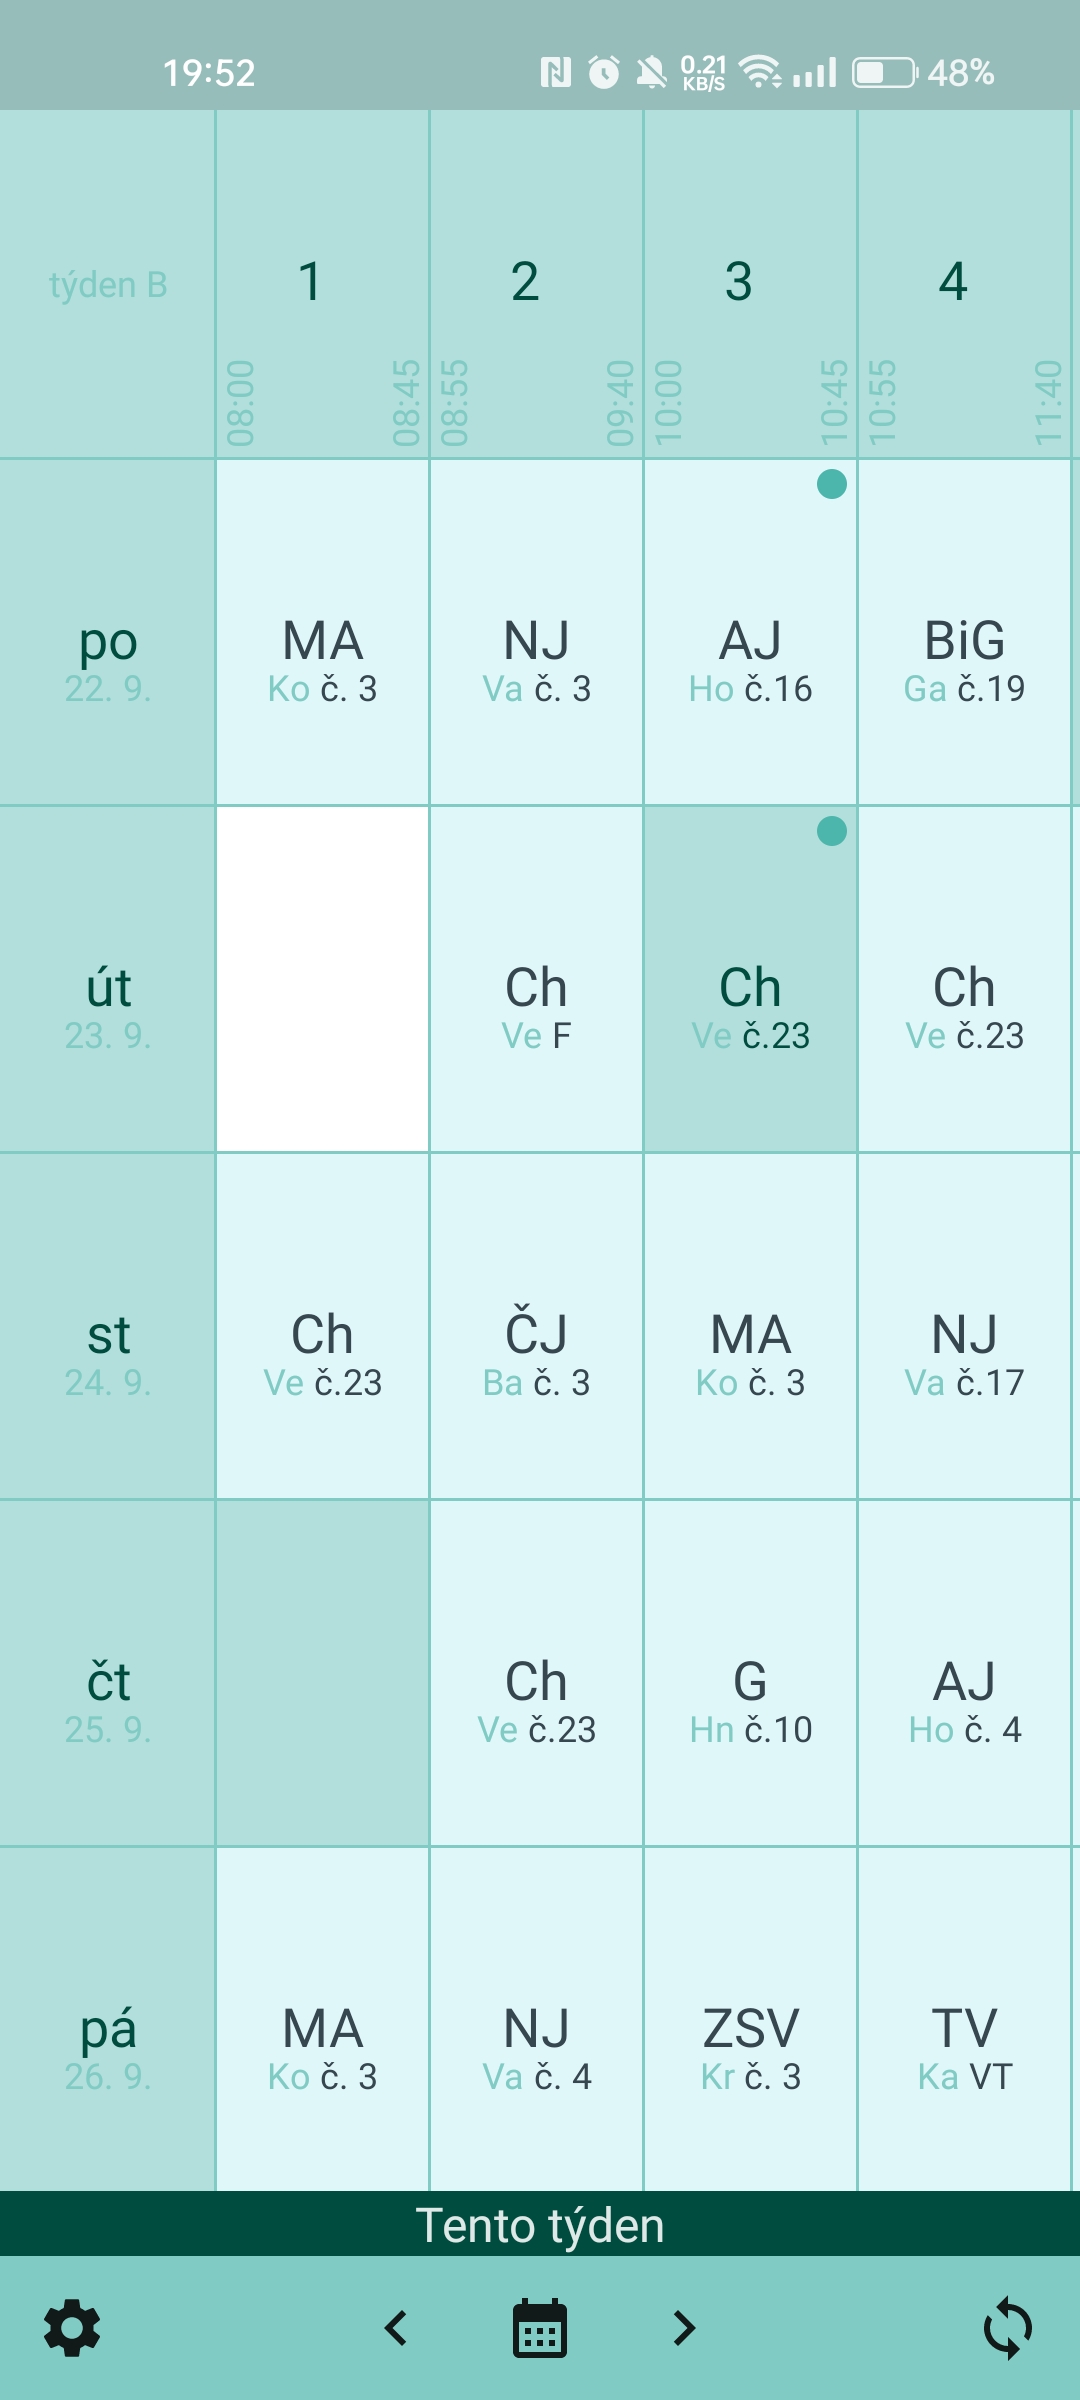 19:52 0.21 KB/S 48%
týden B 1 2 3 4
08:00 08:45 08:55 09:40 10:00 10:45 10:55 11:40
po MA NJ AJ BiG
22. 9. Ko č. 3 Va č. 3 Ho č.16 Ga č.19
út Ch Ch Ch
23. 9. Ve F Ve č.23 Ve č.23
st Ch ČJ MA NJ
24. 9. Ve č.23 Ba č. 3 Ko č. 3 Va č.17
čt Ch G AJ
25. 9. Ve č.23 Hn č.10 Ho č. 4
pá MA NJ ZSV TV
26. 9. Ko č. 3 Va č. 4 Kr č. 3 Ka VT
Tento týden